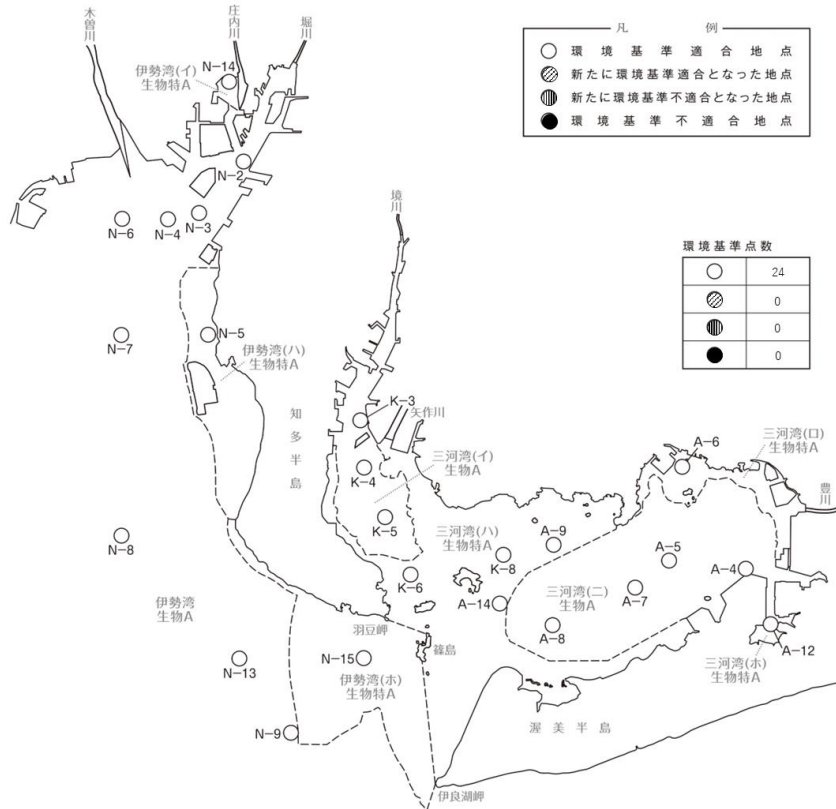 木曽川
庄内川
堀川
凡 例
環境基準適合地点
新たに環境基準適合となった地点
新たに環境基準不適合となった地点
環境基準不適合地点
N-14
伊勢湾(イ)
生物特A
N-2
N-3
N-4
N-6
境川
環境基準点数
24
0
0
0
N-7
N-5
伊勢湾(ハ)
生物特A
知多半島
K-3
矢作川
K-4
三河湾(イ)
生物A
K-5
A-6
三河湾(ロ)
生物特A
豊川
N-8
三河湾(ハ)
生物特A
A-9
K-8
K-6
A-5
A-4
三河湾(ニ)
生物A
A-7
A-14
A-8
伊勢湾
生物A
羽豆岬
篠島
A-12
三河湾(ホ)
生物特A
N-13
N-15
伊勢湾(ホ)
生物特A
N-9
渥美半島
伊良湖岬